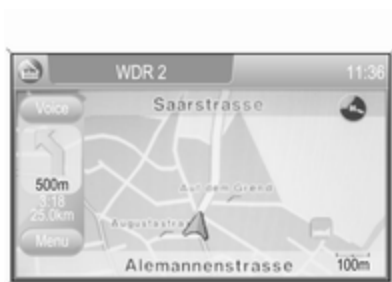 WDR 2
11:36
Voice
Saarstrasse
500m
3:18
25.0km
Auf dem Grend
Augustastra
Menu
Alemannenstrasse
100m